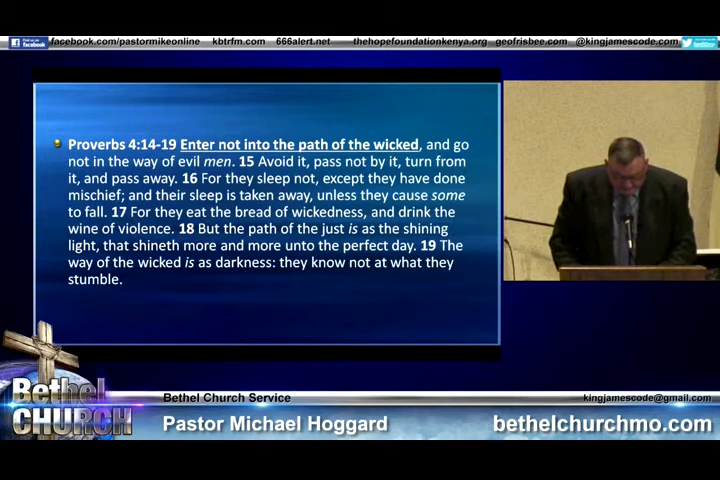 Find us on facebook
facebook.com/pastormikeonline kbtrfm.com 666alert.net thehopefoundationkenya.org geofrisbee.com @kingjamescode.com
Proverbs 4:14-19 Enter not into the path of the wicked, and go
not in the way of evil men. 15 Avoid it, pass not by it, turn from
it, and pass away. 16 For they sleep not, except they have done
mischief; and their sleep is taken away, unless they cause some
to fall. 17 For they eat the bread of wickedness, and drink the
wine of violence. 18 But the path of the just is as the shining
light, that shineth more and more unto the perfect day. 19 The
way of the wicked is as darkness: they know not at what they
stumble.
Bethel
CHURCH
Bethel Church Service kingjamescode@gmail.com
Pastor Michael Hoggard bethelchurchmo.com